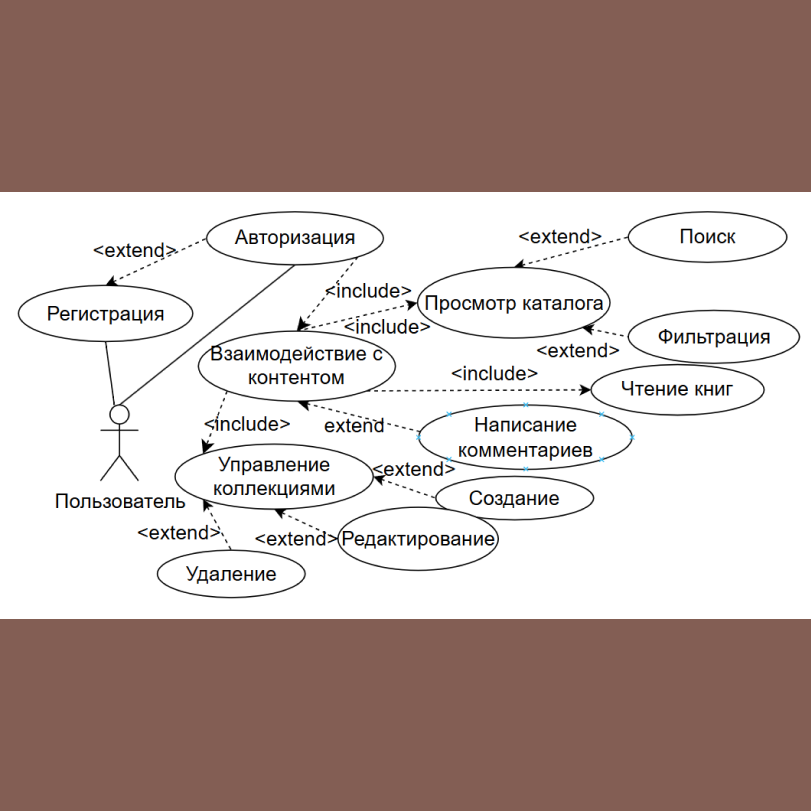 Авторизация
<extend>
Регистрация
<extend>
Поиск
<include>
Просмотр каталога
<include>
Фильтрация
<extend>
Взаимодействие с
контентом
<include>
Чтение книг
<include>
extend
Написание
комментариев
Управление
коллекциями
<extend>
Создание
Пользователь
<extend>
<extend>
Редактирование
Удаление